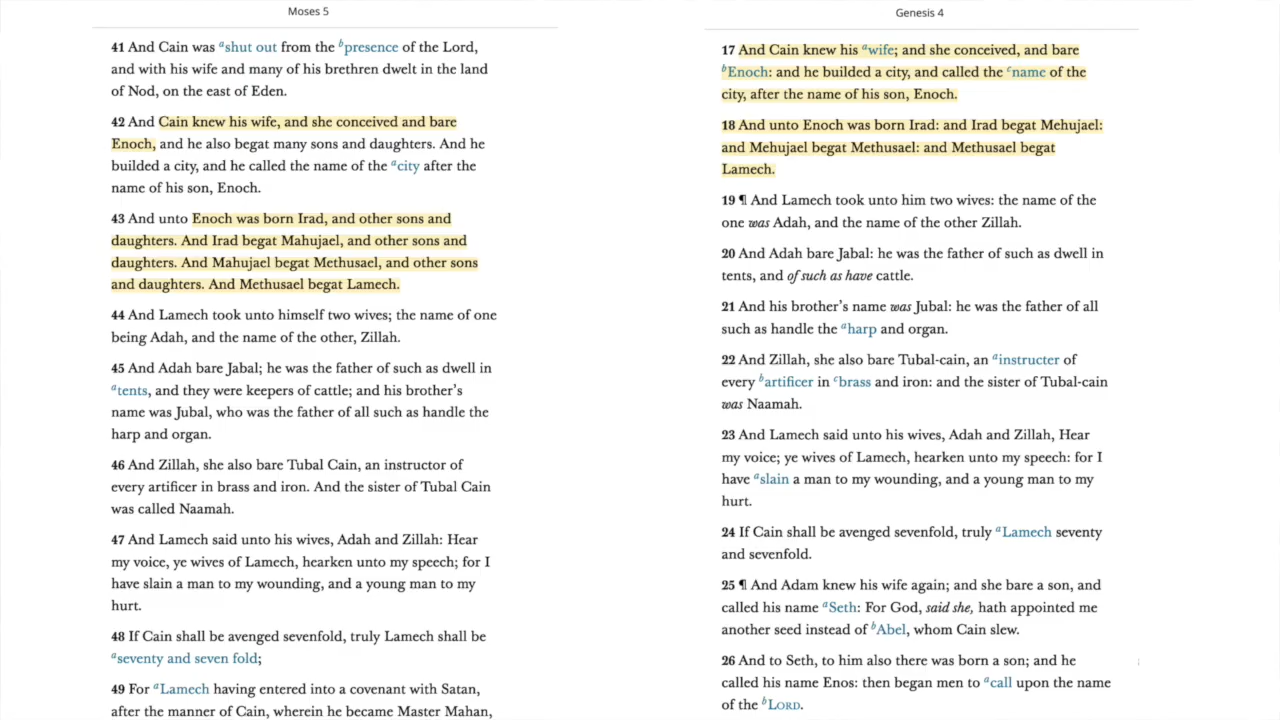 Moses 5
41 And Cain was ᵃshut out from the ᵇpresence of the Lord,
and with his wife and many of his brethren dwelt in the land
of Nod, on the east of Eden.
42 And Cain knew his wife, and she conceived and bare
Enoch, and he also begat many sons and daughters. And he
builded a city, and he called the name of the ᵃcity after the
name of his son, Enoch.
43 And unto Enoch was born Irad, and other sons and
daughters. And Irad begat Mahujael, and other sons and
daughters. And Mahujael begat Methusael, and other sons
and daughters. And Methusael begat Lamech.
44 And Lamech took unto himself two wives; the name of one
being Adah, and the name of the other, Zillah.
45 And Adah bare Jabal; he was the father of such as dwell in
ᵃtents, and they were keepers of cattle; and his brother’s
name was Jubal, who was the father of all such as handle the
harp and organ.
46 And Zillah, she also bare Tubal Cain, an instructor of
every artificer in brass and iron. And the sister of Tubal Cain
was called Naamah.
47 And Lamech said unto his wives, Adah and Zillah: Hear
my voice, ye wives of Lamech, hearken unto my speech; for I
have slain a man to my wounding, and a young man to my
hurt.
48 If Cain shall be avenged sevenfold, truly Lamech shall be
ᵃseventy and seven fold;
49 For ᵃLamech having entered into a covenant with Satan,
after the manner of Cain, wherein he became Master Mahan,
Genesis 4
17 And Cain knew his ᵃwife; and she conceived, and bare
ᵇEnoch: and he builded a city, and called the ᶜname of the
city, after the name of his son, Enoch.
18 And unto Enoch was born Irad: and Irad begat Mehujael:
and Mehujael begat Methusael: and Methusael begat
Lamech.
19 ¶ And Lamech took unto him two wives: the name of the
one was Adah, and the name of the other Zillah.
20 And Adah bare Jabal: he was the father of such as dwell in
tents, and of such as have cattle.
21 And his brother’s name was Jubal: he was the father of all
such as handle the ᵃharp and organ.
22 And Zillah, she also bare Tubal-cain, an ᵃinstructer of
every ᵇartificer in ᶜbrass and iron: and the sister of Tubal-cain
was Naamah.
23 And Lamech said unto his wives, Adah and Zillah, Hear
my voice; ye wives of Lamech, hearken unto my speech: for I
have ᵃslain a man to my wounding, and a young man to my
hurt.
24 If Cain shall be avenged sevenfold, truly ᵃLamech seventy
and sevenfold.
25 ¶ And Adam knew his wife again; and she bare a son, and
called his name ᵃSeth: For God, said she, hath appointed me
another seed instead of ᵇAbel, whom Cain slew.
26 And to Seth, to him also there was born a son; and he
called his name Enos: then began men to ᵃcall upon the name
of the ᵇLORD.